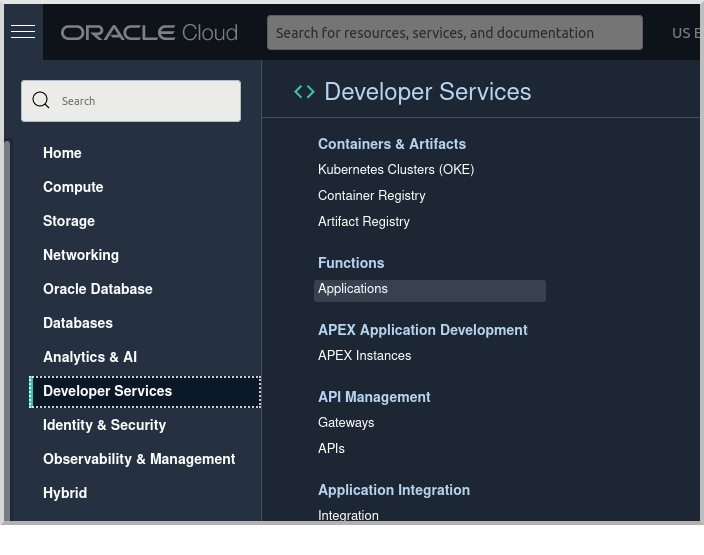 ORACLE Cloud
Search for resources, services, and documentation
US E
Search
Home
Compute
Storage
Networking
Oracle Database
Databases
Analytics & AI
Developer Services
Identity & Security
Observability & Management
Hybrid
Developer Services
Containers & Artifacts
Kubernetes Clusters (OKE)
Container Registry
Artifact Registry
Functions
Applications
APEX Application Development
APEX Instances
API Management
Gateways
APIs
Application Integration
Integration